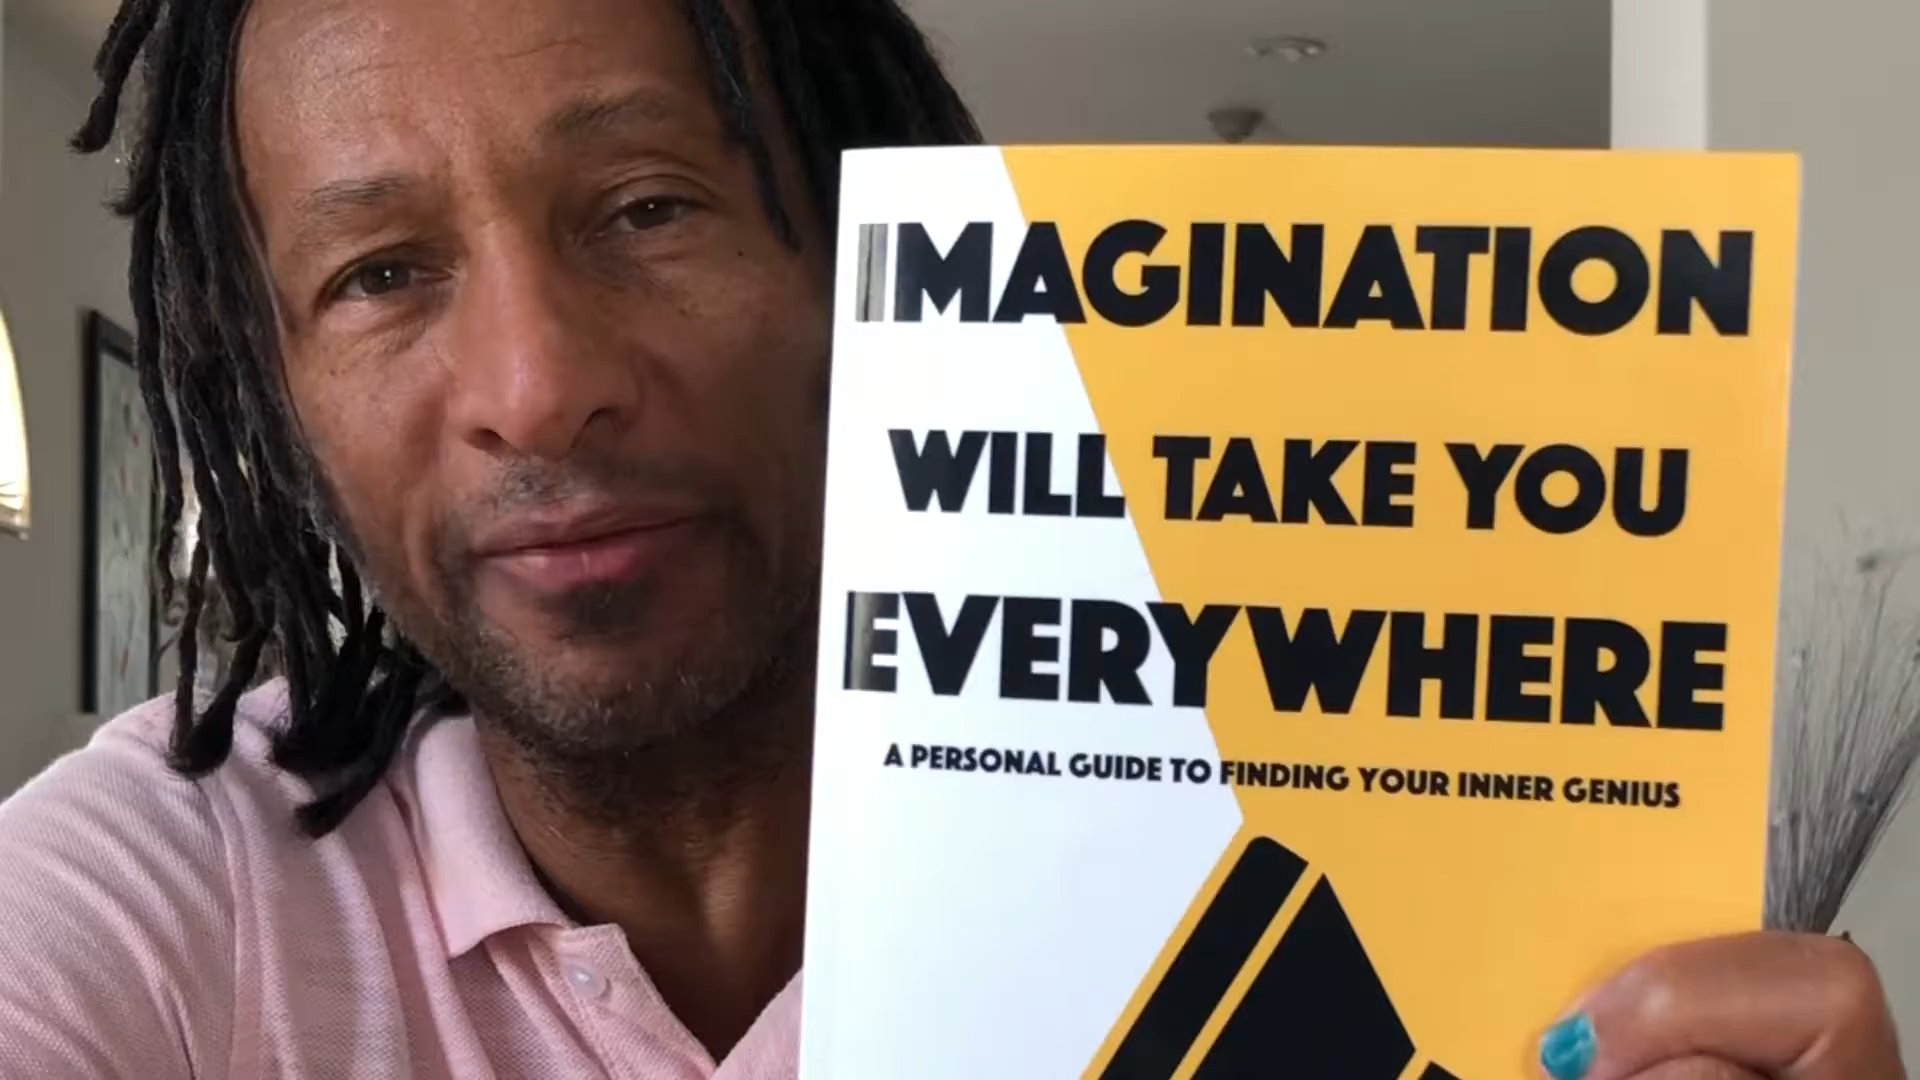 IMAGINATION
WILL TAKE YOU
EVERYWHERE
A PERSONAL GUIDE TO FINDING YOUR INNER GENIUS